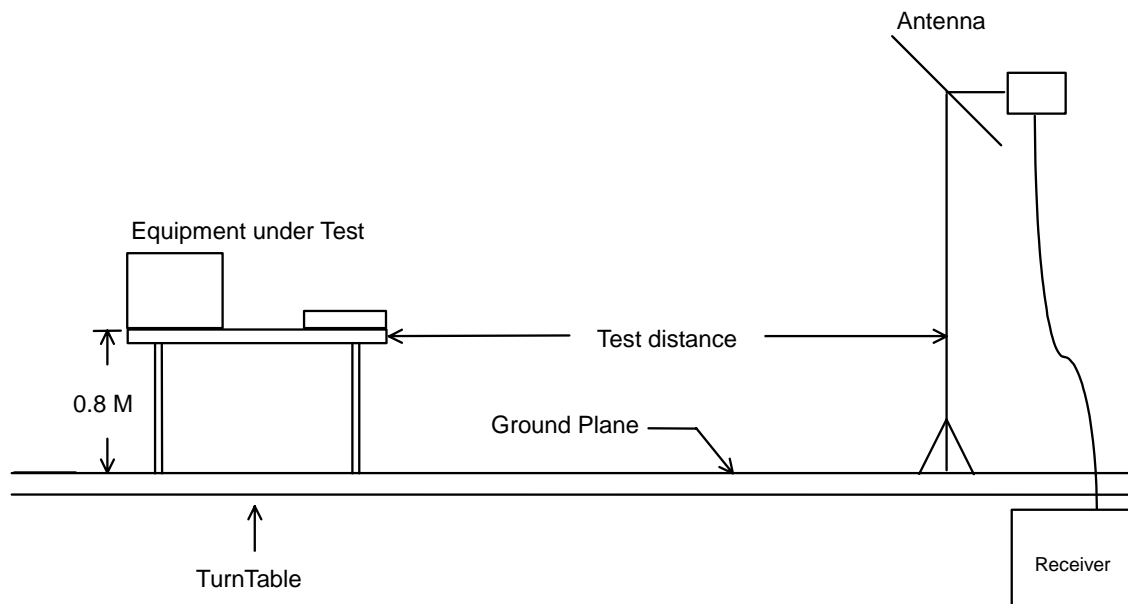 Antenna
Equipment under Test
Test distance
0.8 M
Ground Plane
TurnTable
Receiver